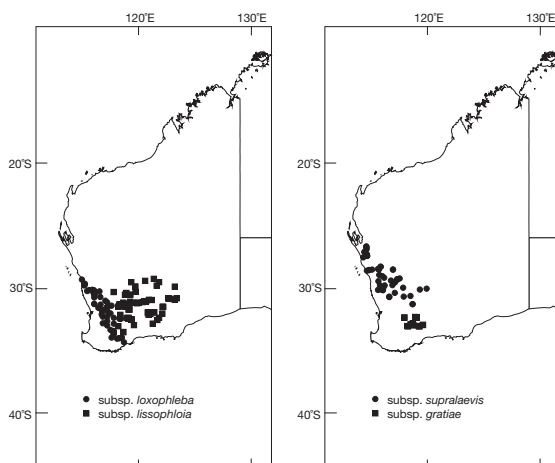 120°E 130°E
20°S
30°S
40°S
subsp. loxophleba
subsp. lissophloia
120°E 130°E
20°S
30°S
40°S
subsp. supralaevis
subsp. gratiae